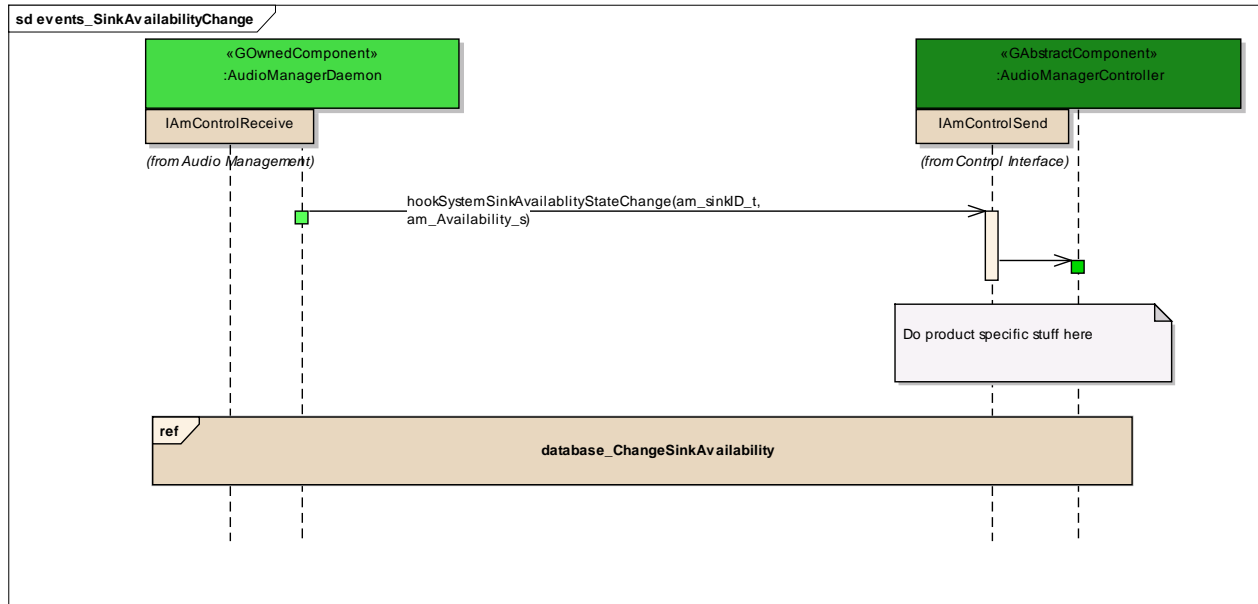 sd events_SinkAvailabilityChange
«GOwnedComponent»
:AudioManagerDaemon
«GAbstractComponent»
:AudioManagerController
IAmControlReceive
IAmControlSend
(from Audio Management)
(from Control Interface)
hookSystemSinkAvailablityStateChange(am_sinkID_t,
am_Availability_s)
Do product specific stuff here
ref
database_ChangeSinkAvailability